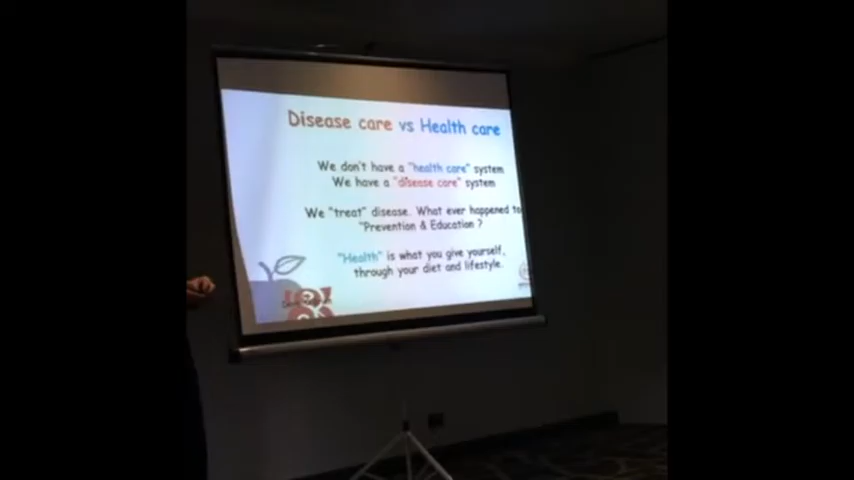 Disease care vs Health care
We don't have a "health care" system
We have a "disease care" system
We "treat" disease. What ever happened to
"Prevention & Education ?
"Health" is what you give yourself,
through your diet and lifestyle.